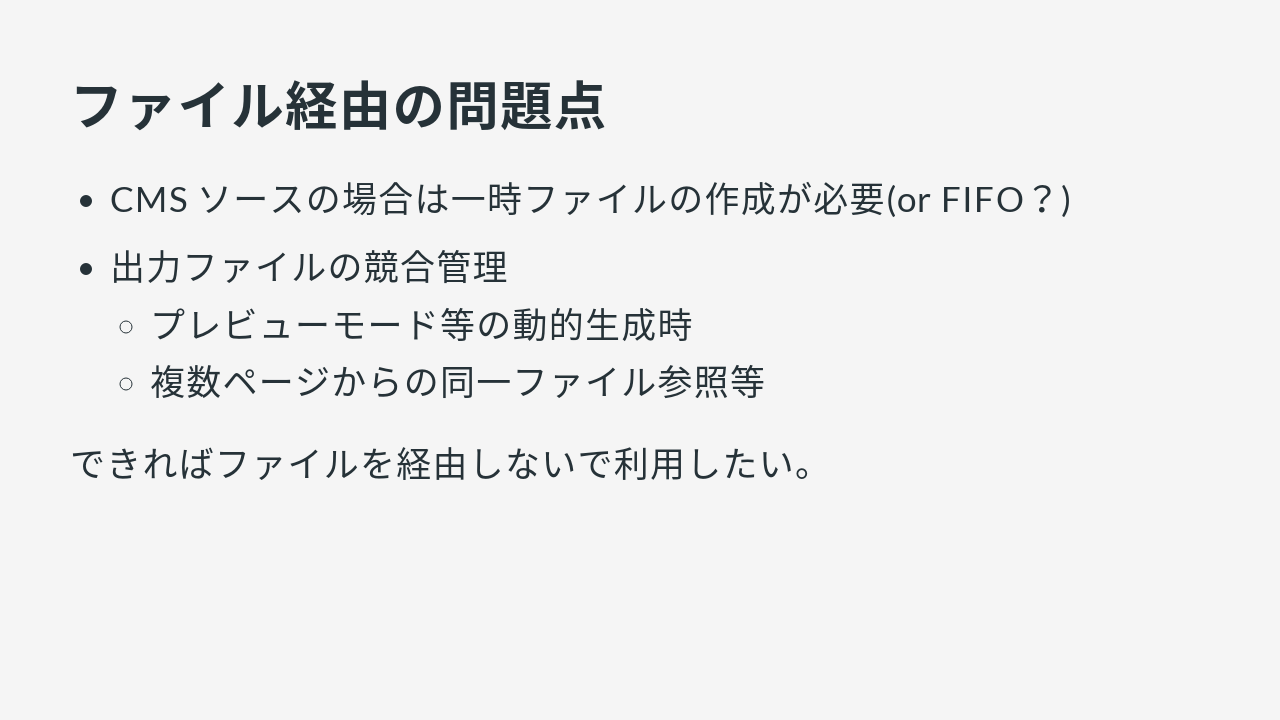 ファイル経由の問題点
• CMS ソースの場合は一時ファイルの作成が必要(or FIFO？)
• 出力ファイルの競合管理
○ プレビューモード等の動的生成時
○ 複数ページからの同一ファイル参照等
できればファイルを経由しないで利用したい。